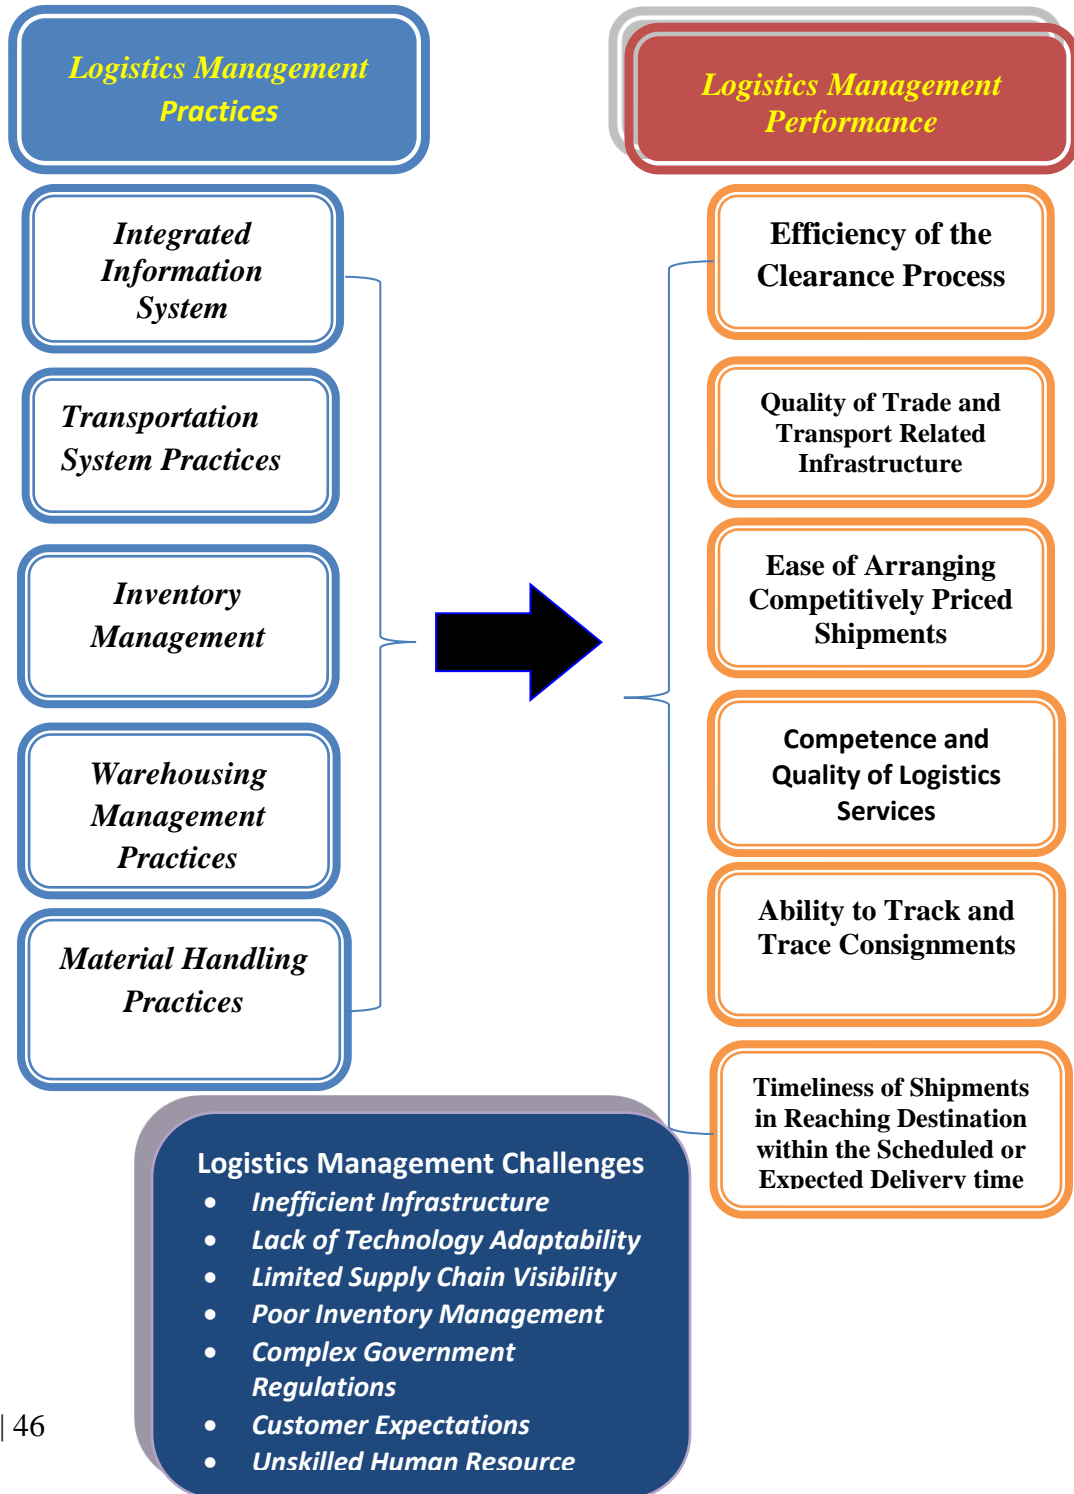 Logistics Management
Practices
Integrated
Information
System
Transportation
System Practices
Inventory
Management
Warehousing
Management
Practices
Material Handling
Practices
Logistics Management
Performance
Efficiency of the
Clearance Process
Quality of Trade and
Transport Related
Infrastructure
Ease of Arranging
Competitively Priced
Shipments
Competence and
Quality of Logistics
Services
Ability to Track and
Trace Consignments
Timeliness of Shipments
in Reaching Destination
within the Scheduled or
Expected Delivery time
Logistics Management Challenges
• Inefficient Infrastructure
• Lack of Technology Adaptability
• Limited Supply Chain Visibility
• Poor Inventory Management
• Complex Government
Regulations
• Customer Expectations
• Unskilled Human Resource
| 46